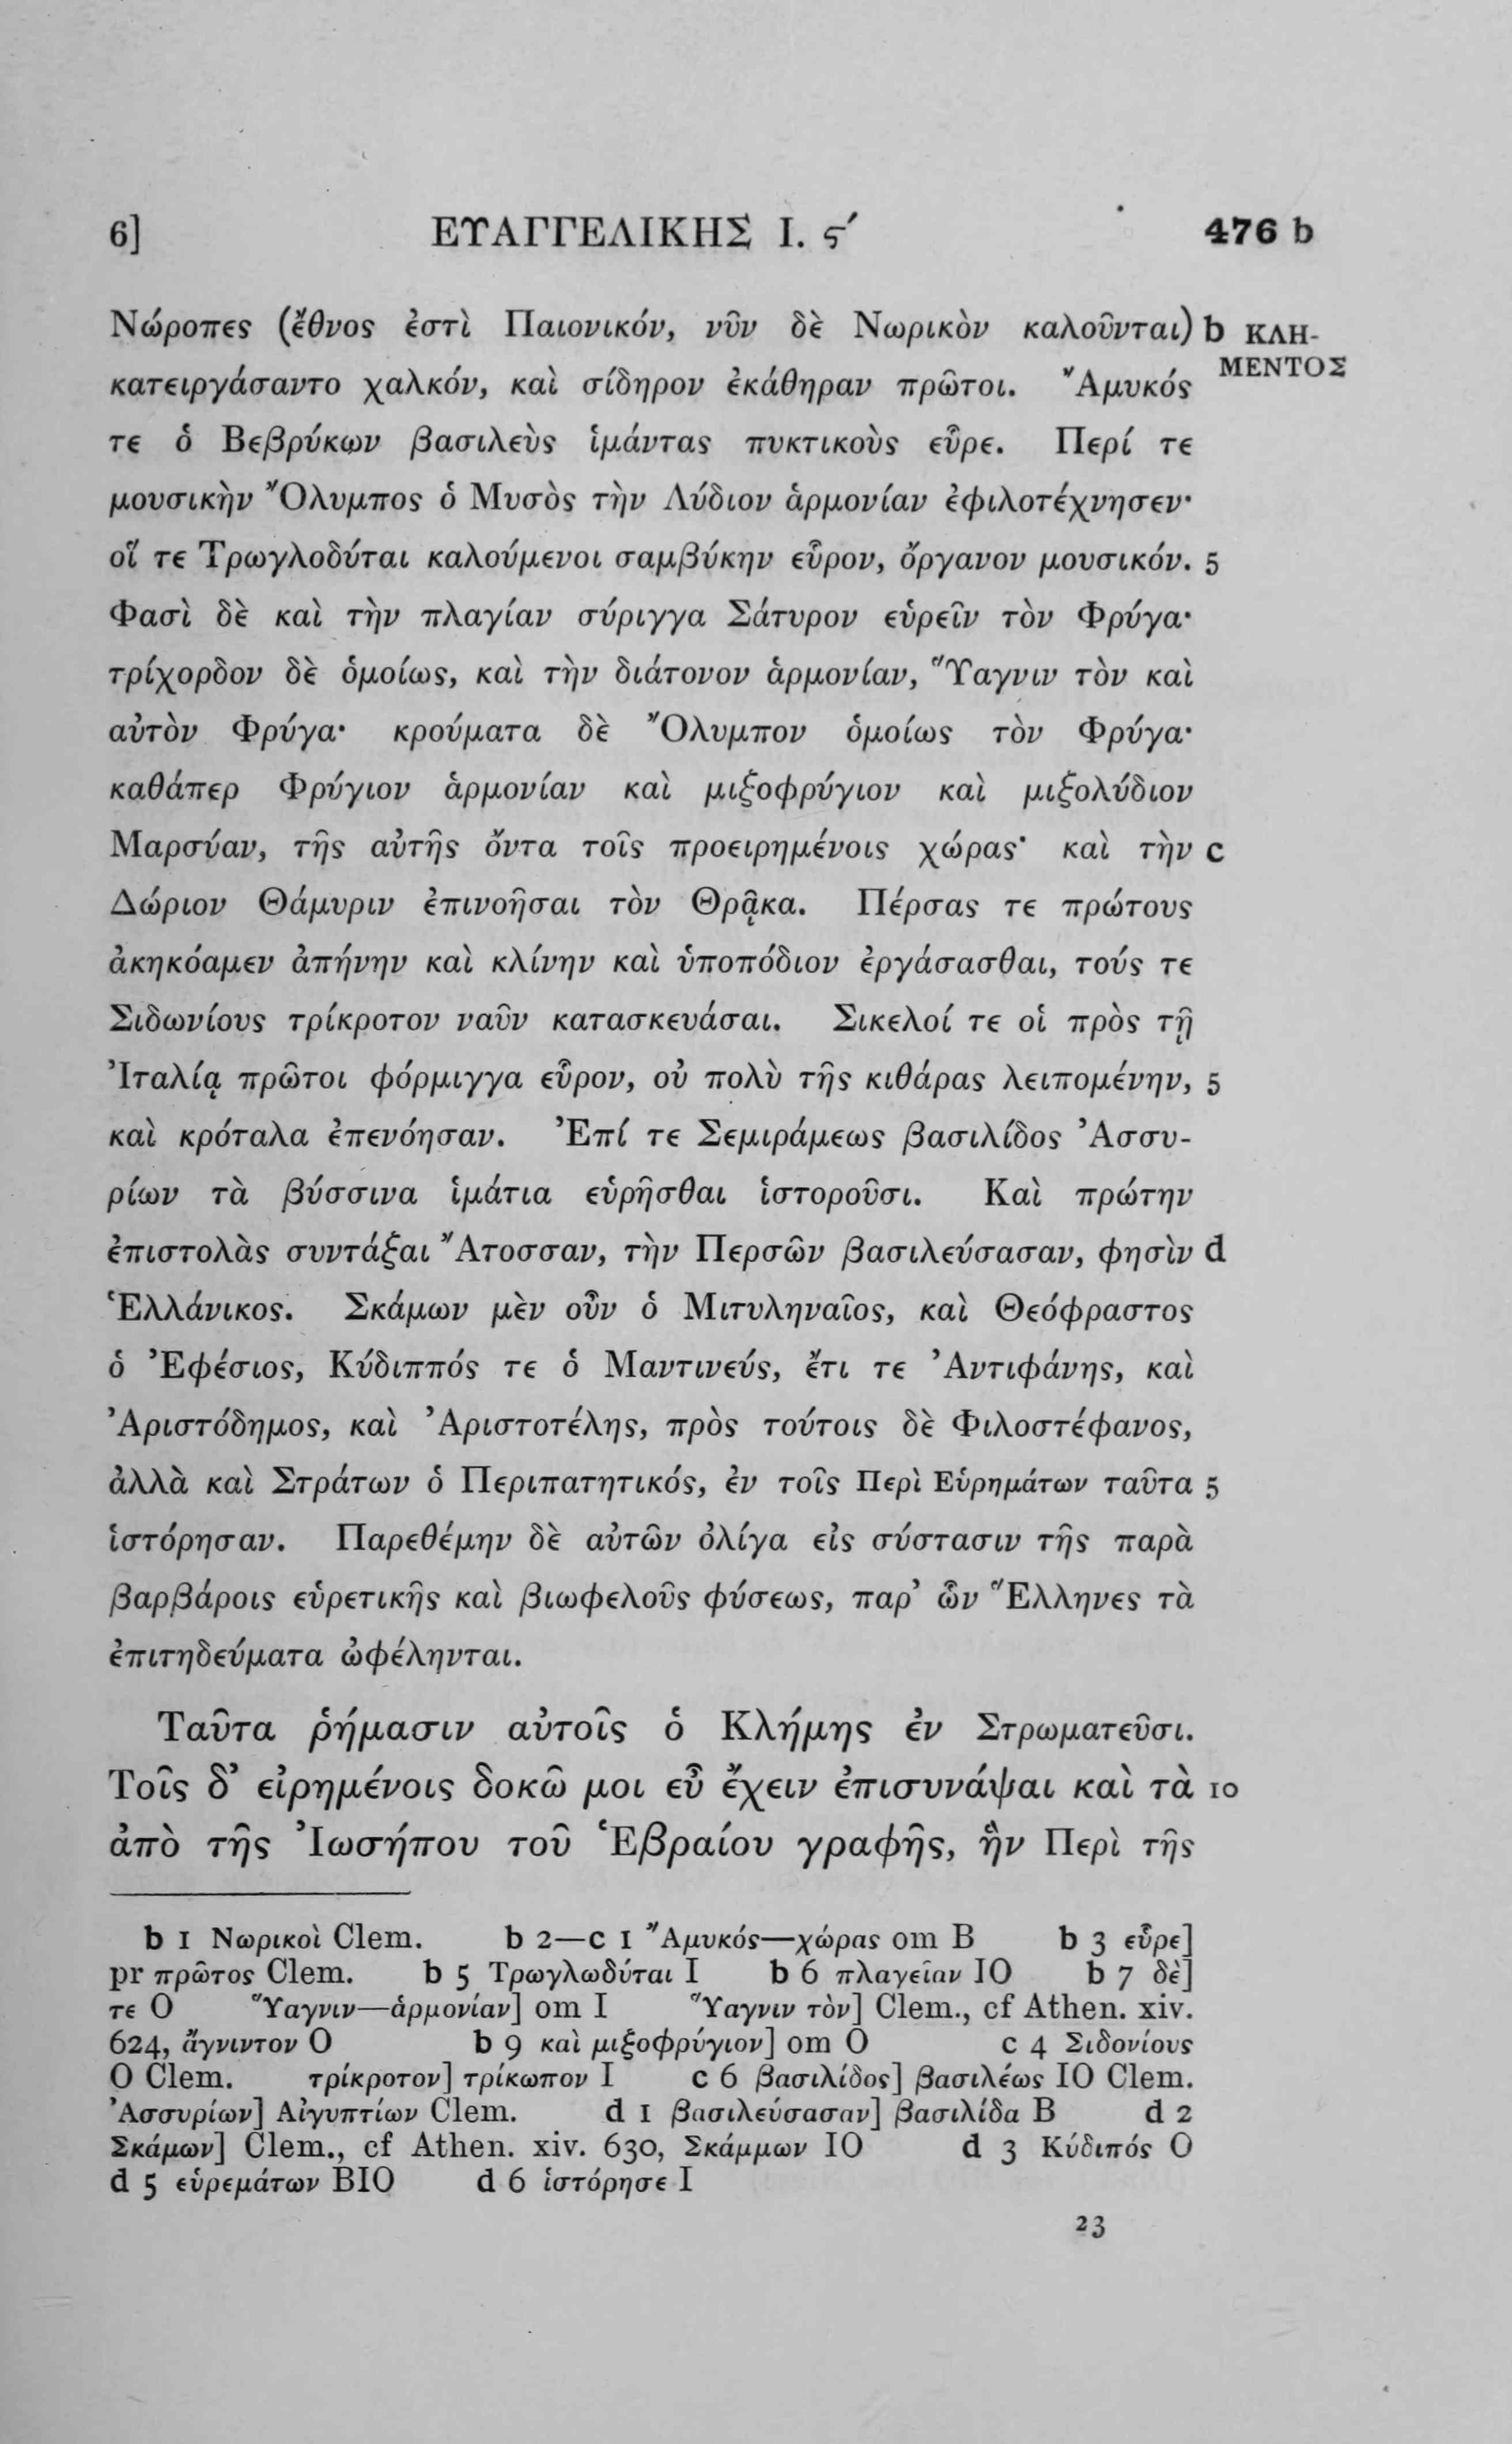 6] ΕΥΑΓΓΕΛΙΚΗΣ Ι. ϛ´ 476 b
Νώροπες (ἔθνος ἐστὶ Παιονικόν, νῦν δὲ Νωρικὸν καλοῦνται) b ΚΛΗ-
ΜΕΝΤΟΣ
κατειργάσαντο χαλκόν, καὶ σίδηρον ἐκάθηραν πρῶτοι. Ἄμυκός
τε ὁ Βεβρύκων βασιλεὺς ἱμάντας πυκτικοὺς εὗρε. Περί τε
μουσικὴν Ὄλυμπος ὁ Μυσὸς τὴν Λύδιον ἁρμονίαν ἐφιλοτέχνησεν·
οἵ τε Τρωγλοδύται καλούμενοι σαμβύκην εὗρον, ὄργανον μουσικόν. 5
Φασὶ δὲ καὶ τὴν πλαγίαν σύριγγα Σάτυρον εὑρεῖν τὸν Φρύγα·
τρίχορδον δὲ ὁμοίως, καὶ τὴν διάτονον ἁρμονίαν, Ὕαγνιν τὸν καὶ
αὐτὸν Φρύγα· κρούματα δὲ Ὄλυμπον ὁμοίως τὸν Φρύγα·
καθάπερ Φρύγιον ἁρμονίαν καὶ μιξοφρύγιον καὶ μιξολύδιον
Μαρσύαν, τῆς αὐτῆς ὄντα τοῖς προειρημένοις χώρας· καὶ τὴν c
Δώριον Θάμυριν ἐπινοῆσαι τὸν Θρᾷκα. Πέρσας τε πρώτους
ἀκηκόαμεν ἀπήνην καὶ κλίνην καὶ ὑποπόδιον ἐργάσασθαι, τούς τε
Σιδωνίους τρίκροτον ναῦν κατασκευάσαι. Σικελοί τε οἱ πρὸς τῇ
Ἰταλίᾳ πρῶτοι φόρμιγγα εὗρον, οὐ πολὺ τῆς κιθάρας λειπομένην, 5
καὶ κρόταλα ἐπενόησαν. Ἐπί τε Σεμιράμεως βασιλίδος Ἀσσυ-
ρίων τὰ βύσσινα ἱμάτια εὑρῆσθαι ἱστοροῦσι. Καὶ πρώτην
ἐπιστολὰς συντάξαι Ἄτοσσαν, τὴν Περσῶν βασιλεύσασαν, φησὶν d
Ἑλλάνικος. Σκάμων μὲν οὖν ὁ Μιτυληναῖος, καὶ Θεόφραστος
ὁ Ἐφέσιος, Κύδιππός τε ὁ Μαντινεύς, ἔτι τε Ἀντιφάνης, καὶ
Ἀριστόδημος, καὶ Ἀριστοτέλης, πρὸς τούτοις δὲ Φιλοστέφανος,
ἀλλὰ καὶ Στράτων ὁ Περιπατητικός, ἐν τοῖς Περὶ Εὑρημάτων ταῦτα 5
ἱστόρησαν. Παρεθέμην δὲ αὐτῶν ὀλίγα εἰς σύστασιν τῆς παρὰ
βαρβάροις εὑρετικῆς καὶ βιωφελοῦς φύσεως, παρ’ ὧν Ἕλληνες τὰ
ἐπιτηδεύματα ὠφέληνται.
Ταῦτα ῥήμασιν αὐτοῖς ὁ Κλήμης ἐν Στρωματεῦσι.
Τοῖς δ’ εἰρημένοις δοκῶ μοι εὖ ἔχειν ἐπισυνάψαι καὶ τὰ 10
ἀπὸ τῆς Ἰωσήπου τοῦ Ἑβραίου γραφῆς, ἣν Περὶ τῆς
b 1 Νωρικοὶ Clem. b 2—c 1 Ἄμυκός—χώρας om B b 3 εὗρε]
pr πρῶτος Clem. b 5 Τρωγλωδύται I b 6 πλαγεῖαν IO b 7 δὲ]
τε O Ὕαγνιν—ἁρμονίαν] om I Ὕαγνιν τὸν] Clem., cf Athen. xiv.
624, ἄγνιντον O b 9 καὶ μιξοφρύγιον] om O c 4 Σιδονίους
O Clem. τρίκροτον] τρίκωπον I c 6 βασιλίδος] βασιλέως IO Clem.
Ἀσσυρίων] Αἰγυπτίων Clem. d 1 βασιλεύσασαν] βασιλίδα B d 2
Σκάμων] Clem., cf Athen. xiv. 630, Σκάμμων IO d 3 Κύδιπός O
d 5 εὑρεμάτων BIO d 6 ἱστόρησε I
23